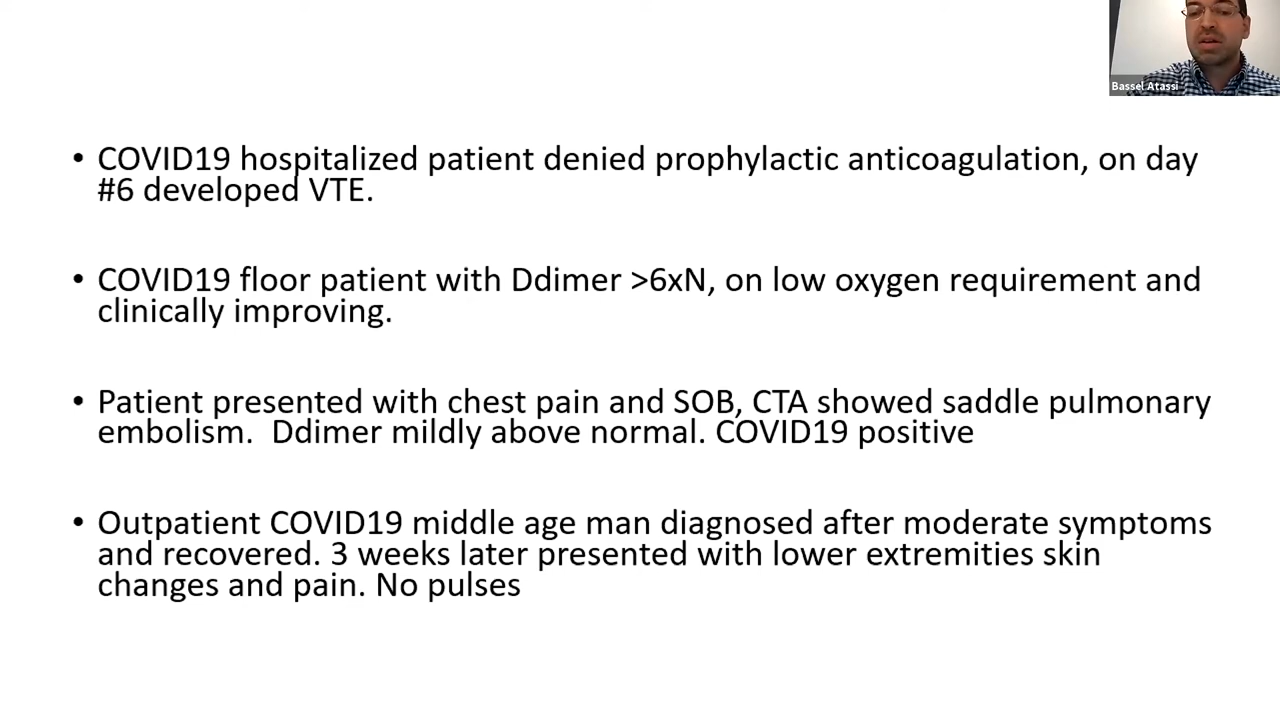 Bassel Atassi
• COVID19 hospitalized patient denied prophylactic anticoagulation, on day
#6 developed VTE.
• COVID19 floor patient with Ddimer >6xN, on low oxygen requirement and
clinically improving.
• Patient presented with chest pain and SOB, CTA showed saddle pulmonary
embolism.  Ddimer mildly above normal. COVID19 positive
• Outpatient COVID19 middle age man diagnosed after moderate symptoms
and recovered. 3 weeks later presented with lower extremities skin
changes and pain. No pulses